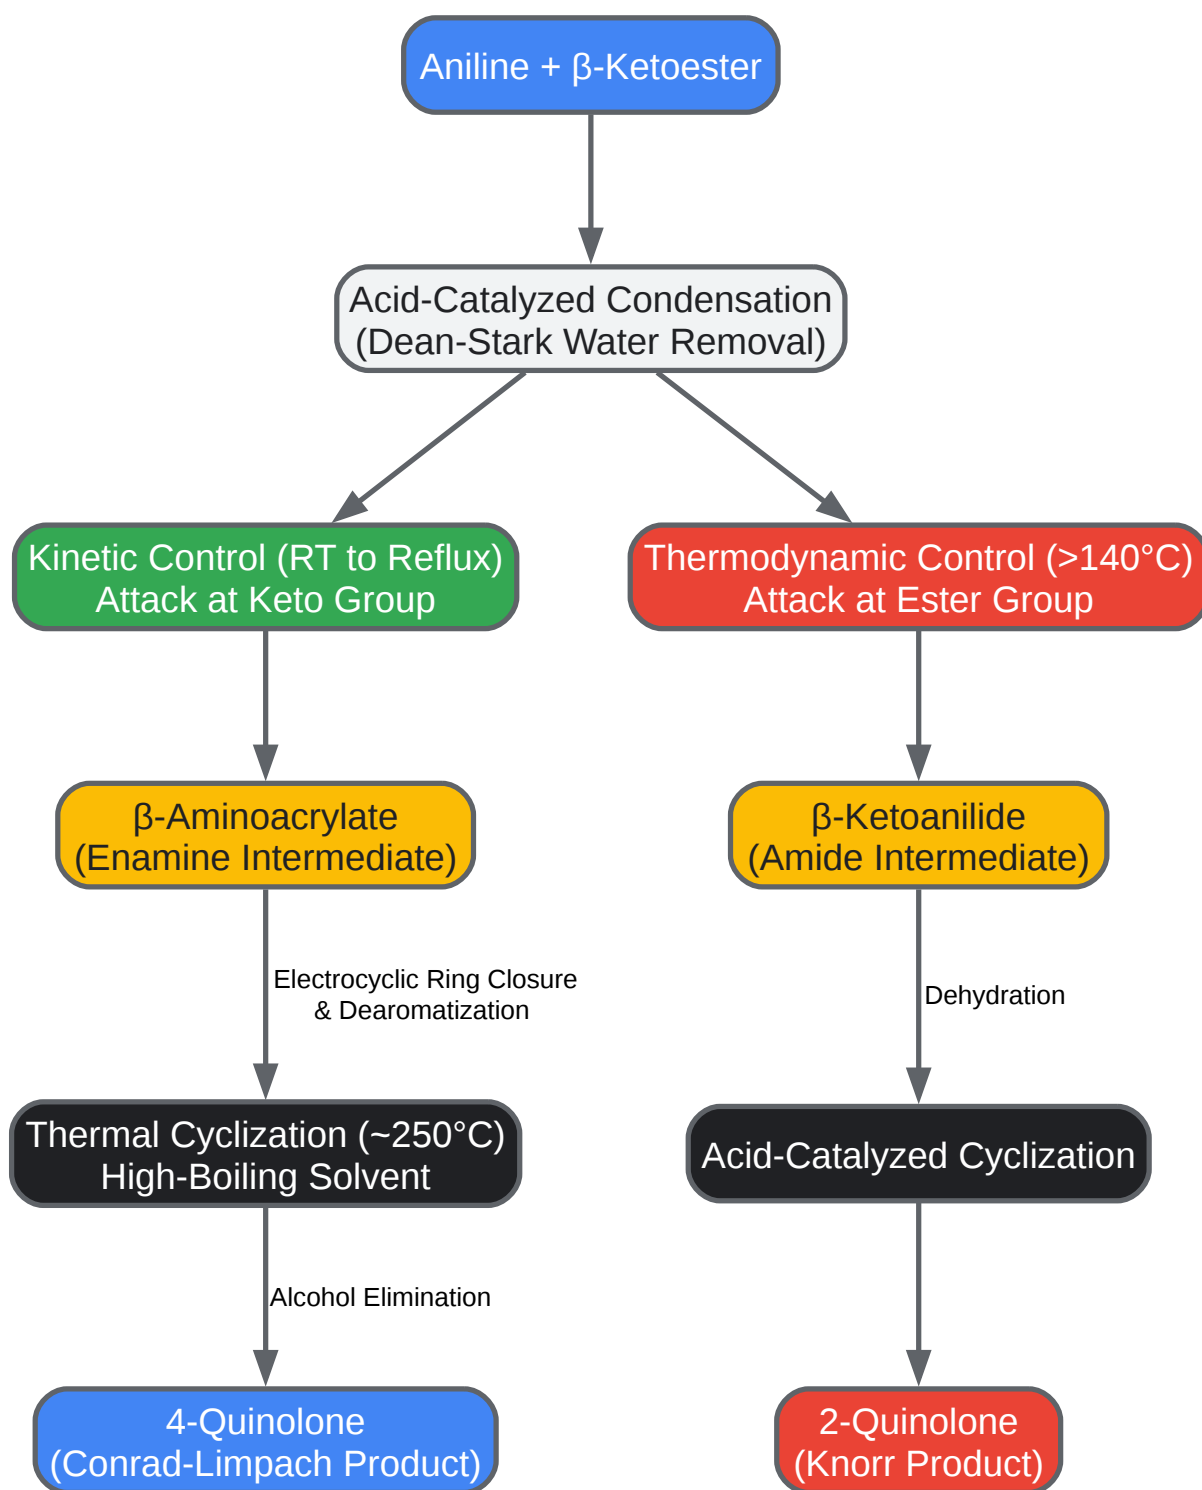 Aniline + β-Ketoester
Acid-Catalyzed Condensation
(Dean-Stark Water Removal)
Kinetic Control (RT to Reflux)
Attack at Keto Group
Thermodynamic Control (>140°C)
Attack at Ester Group
β-Aminoacrylate
(Enamine Intermediate)
β-Ketoanilide
(Amide Intermediate)
Electrocyclic Ring Closure
& Dearomatization
Dehydration
Thermal Cyclization (~250°C)
High-Boiling Solvent
Acid-Catalyzed Cyclization
Alcohol Elimination
4-Quinolone
(Conrad-Limpach Product)
2-Quinolone
(Knorr Product)